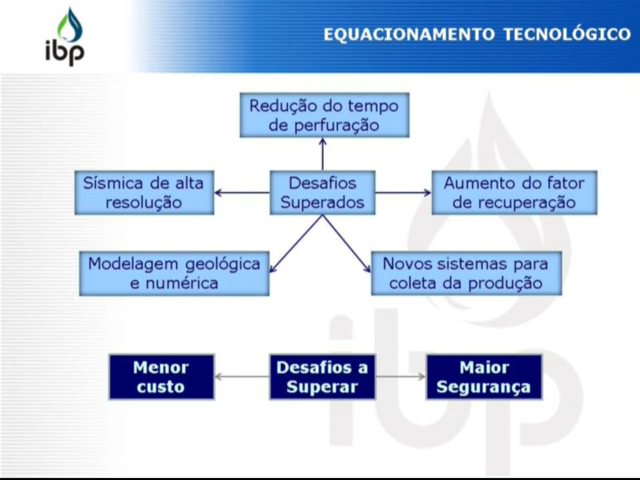 ibp
EQUACIONAMENTO TECNOLÓGICO
Redução do tempo
de perfuração
Sísmica de alta
resolução
Desafios
Superados
Aumento do fator
de recuperação
Modelagem geológica
e numérica
Novos sistemas para
coleta da produção
ibp
Menor
custo
Desafios a
Superar
Maior
Segurança